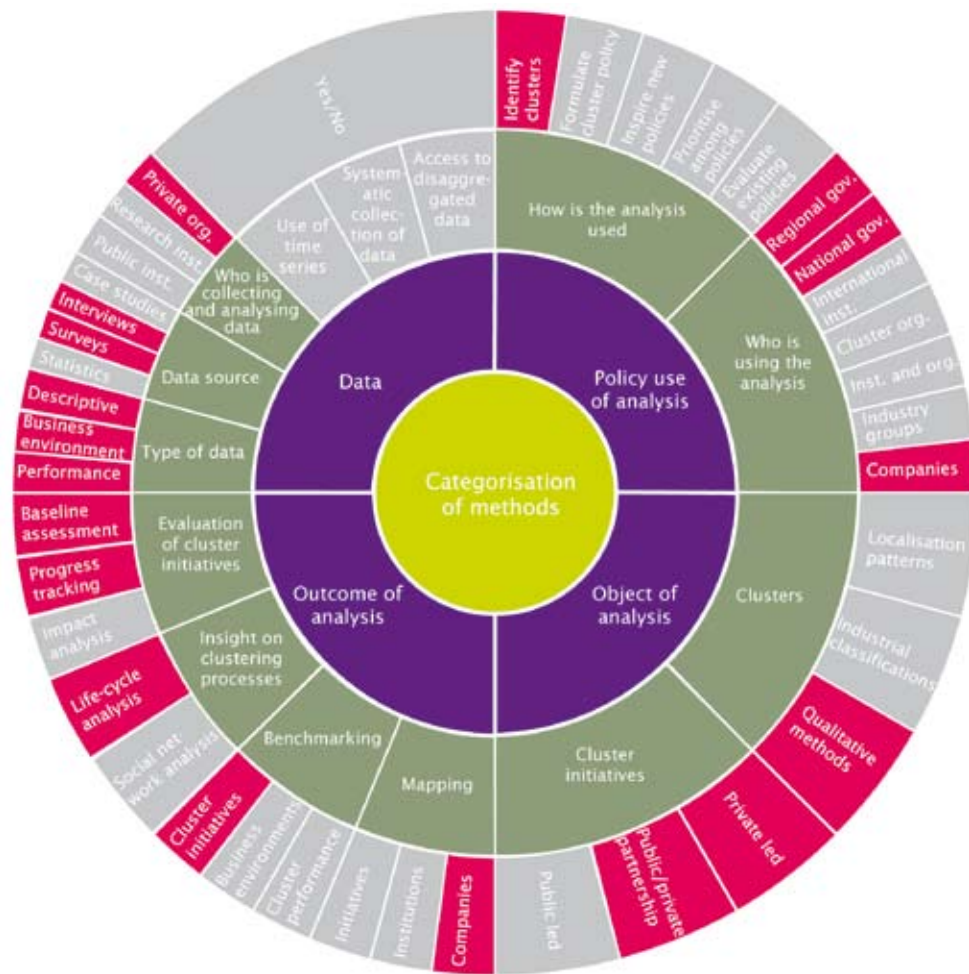 Categorisation
of methods
Policy use
of analysis
How is the analysis
used
Identify
clusters
Formulate
cluster policy
Inspire new
policies
Prioritise
among
policies
Evaluate
existing
policies
Who is
using the
analysis
Regional gov.
National gov.
International
inst.
Cluster org.
Inst. and org.
Industry
groups
Companies
Object of
analysis
Clusters
Localisation
patterns
Industrial
classifications
Qualitative
methods
Cluster
initiatives
Private led
Public/private
partnership
Public led
Outcome of
analysis
Mapping
Companies
Institutions
Initiatives
Benchmarking
Cluster
performance
Business
environments
Cluster
initiatives
Insight on
clustering
processes
Social net-
work analysis
Life-cycle
analysis
Evaluation
of cluster
initiatives
Impact
analysis
Progress
tracking
Baseline
assessment
Data
Type of data
Performance
Business
environment
Descriptive
Data source
Statistics
Surveys
Interviews
Case studies
Who is
collecting
and analysing
data
Public inst.
Research inst.
Private org.
Use of
time
series
System-
atic
collec-
tion of
data
Access to
disaggre-
gated
data
Yes/No